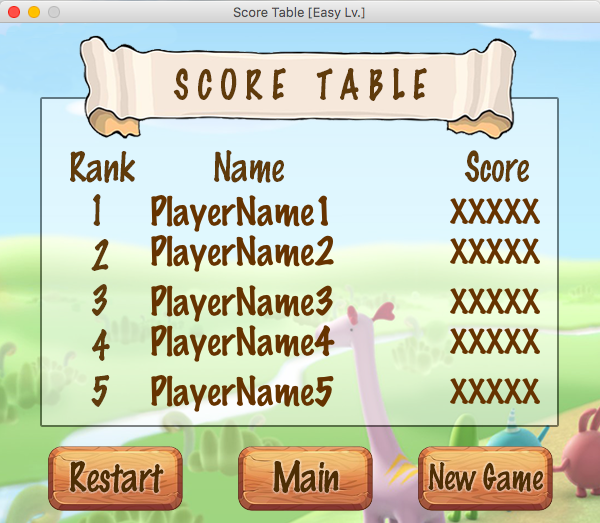 Score Table [Easy Lv.]
SCORE TABLE
Rank Name Score
1 PlayerName1 XXXXX
2 PlayerName2 XXXXX
3 PlayerName3 XXXXX
4 PlayerName4 XXXXX
5 PlayerName5 XXXXX
Restart Main New Game